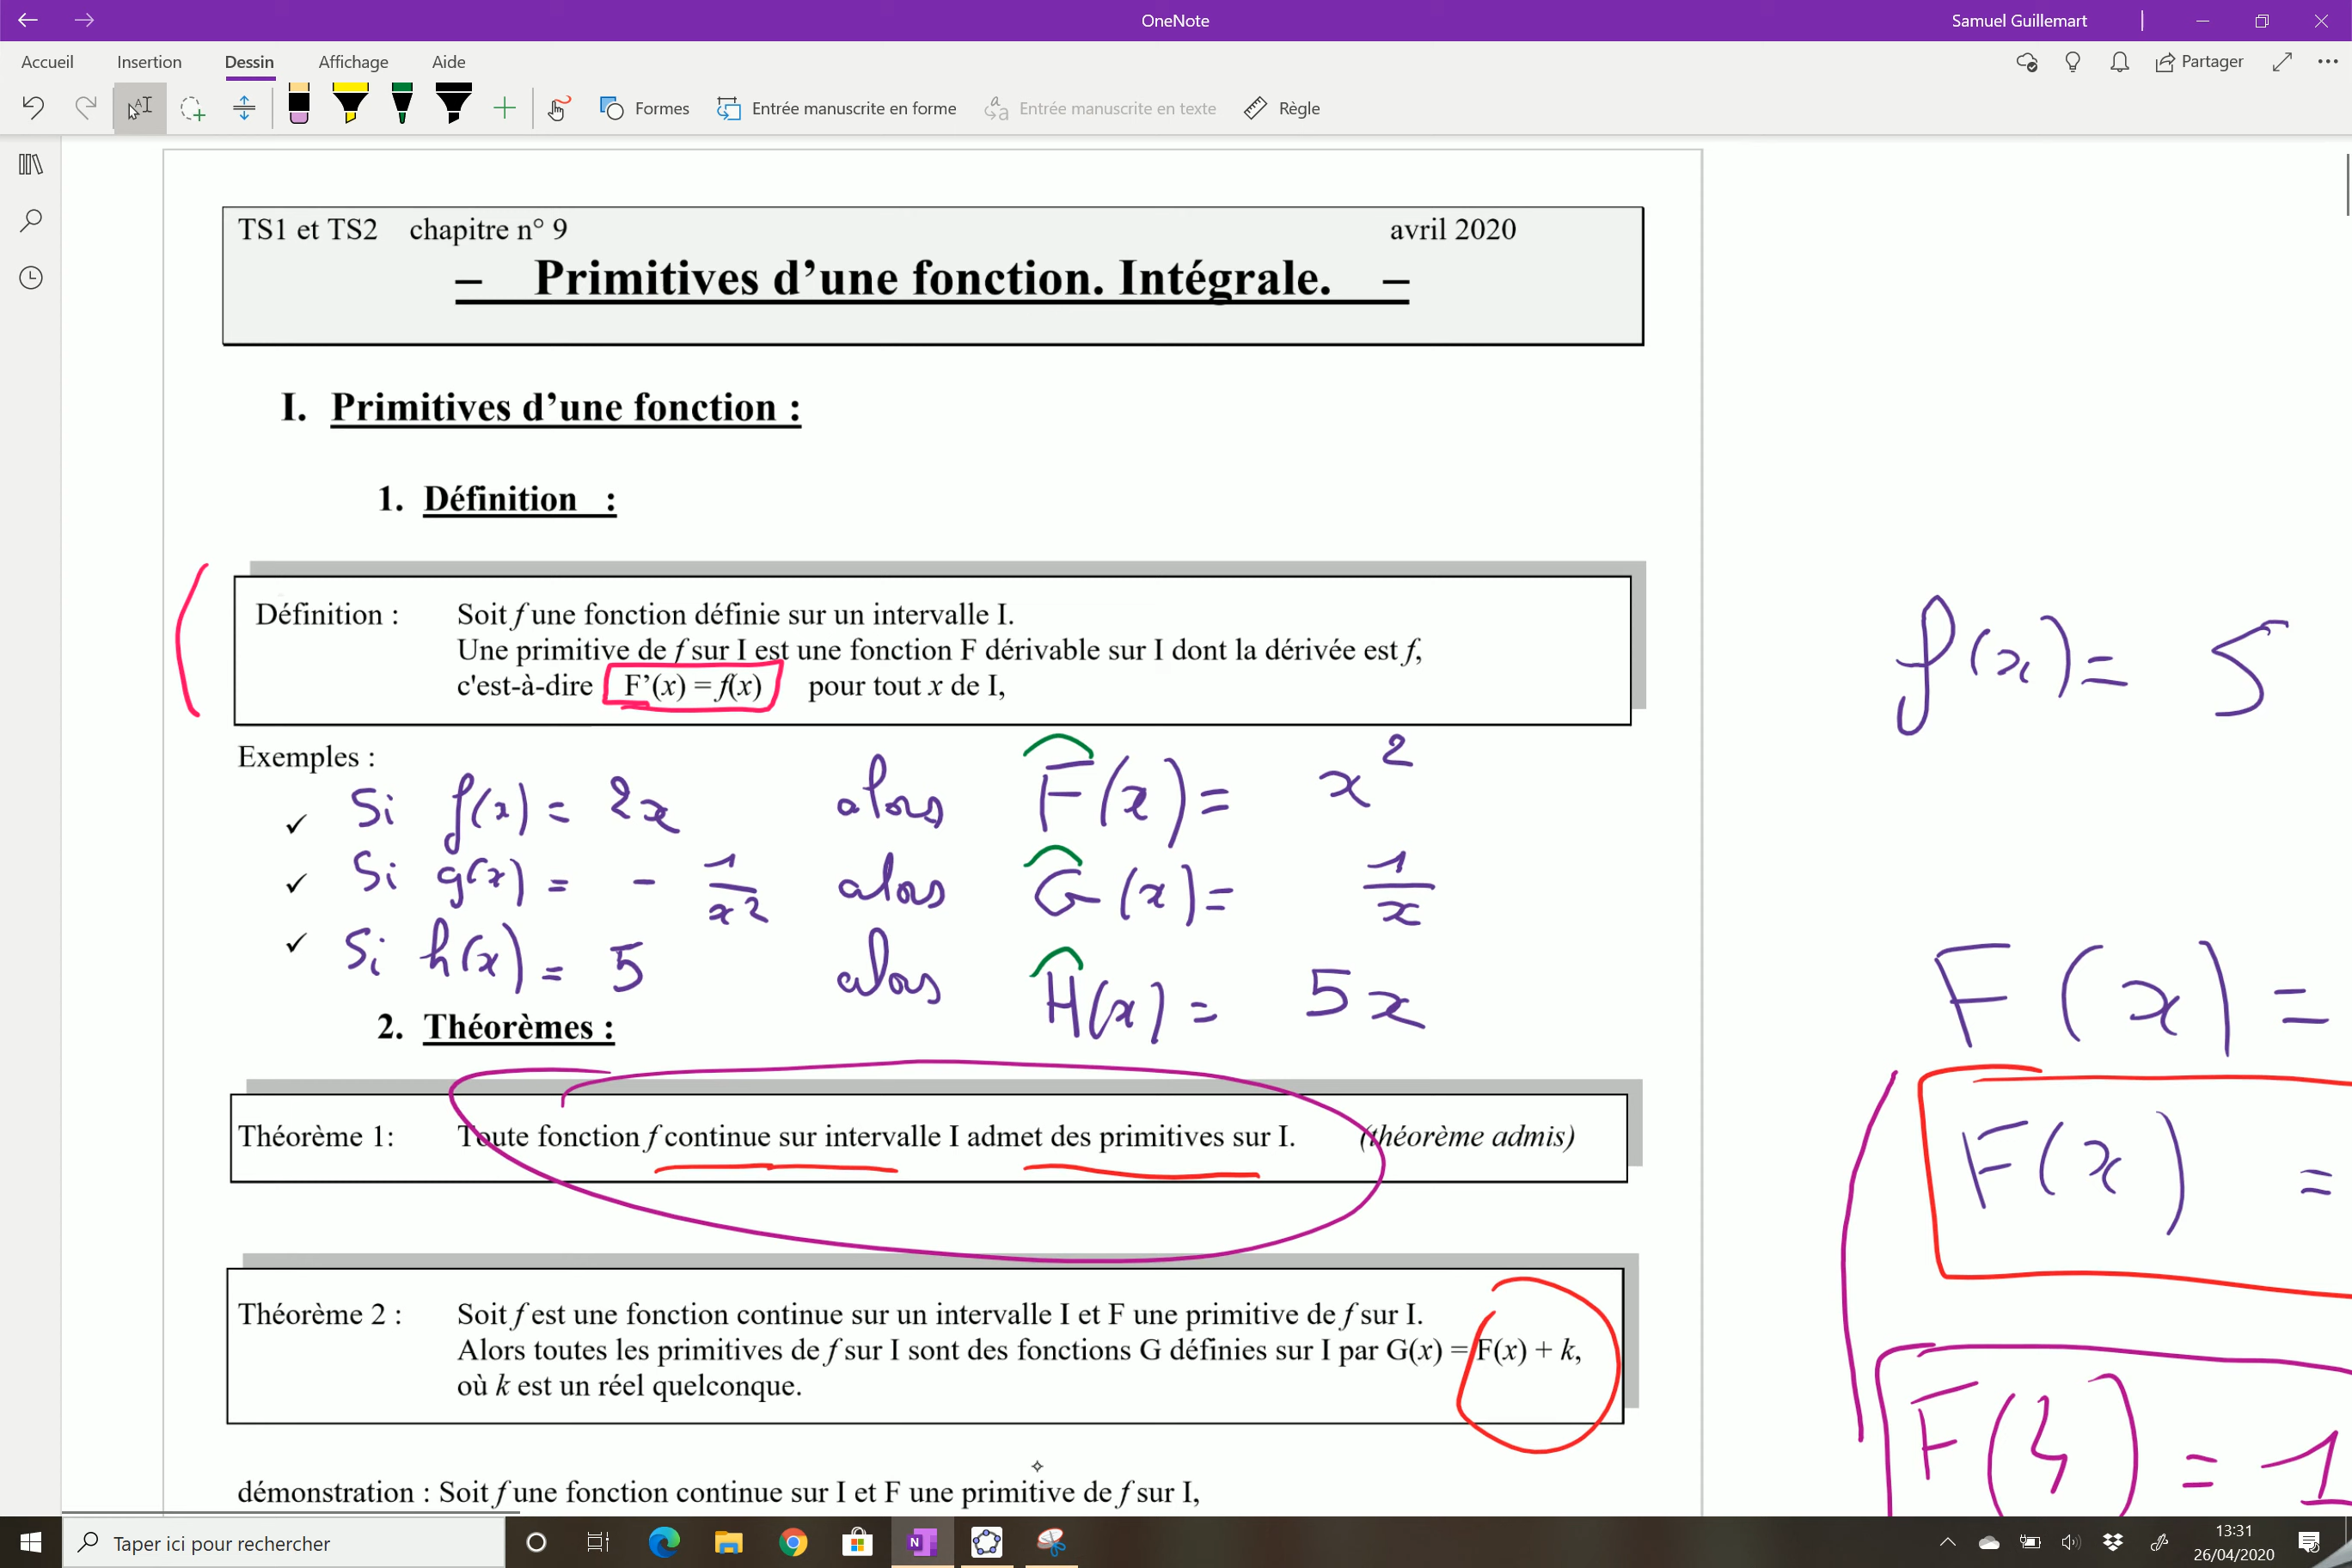 OneNote
Samuel Guillemart
Accueil Insertion Dessin Affichage Aide
Partager
Formes Entrée manuscrite en forme Entrée manuscrite en texte Règle
TS1 et TS2 chapitre n° 9 avril 2020
– Primitives d’une fonction. Intégrale. –
I. Primitives d’une fonction :
1. Définition :
Définition : Soit f une fonction définie sur un intervalle I.
Une primitive de f sur I est une fonction F dérivable sur I dont la dérivée est f,
c'est-à-dire F’(x) = f(x) pour tout x de I,
Exemples :
✓ Si f(x) = 2x alors F(x) = x²
✓ Si g(x) = - 1/x² alors G(x) = 1/x
✓ Si h(x) = 5 alors H(x) = 5x
2. Théorèmes :
Théorème 1: Toute fonction f continue sur intervalle I admet des primitives sur I. (théorème admis)
Théorème 2 : Soit f est une fonction continue sur un intervalle I et F une primitive de f sur I.
Alors toutes les primitives de f sur I sont des fonctions G définies sur I par G(x) = F(x) + k,
où k est un réel quelconque.
démonstration : Soit f une fonction continue sur I et F une primitive de f sur I,
f(x) = 5
F(x) =
F(x) =
= 1
Taper ici pour rechercher
13:31
26/04/2020